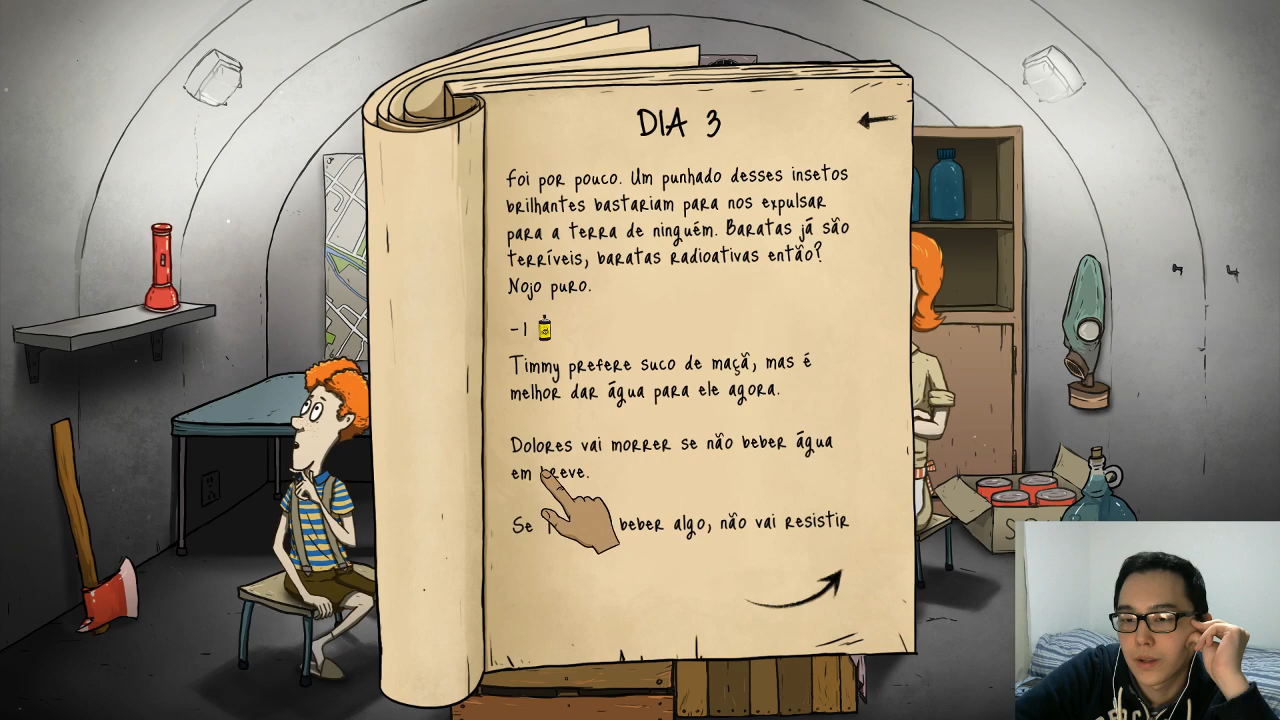 DIA 3
foi por pouco. Um punhado desses insetos
brilhantes bastariam para nos expulsar
para a terra de ninguém. Baratas já são
terríveis, baratas radioativas então?
Nojo puro.
-1
Timmy prefere suco de maçã, mas é
melhor dar água para ele agora.
Dolores vai morrer se não beber água
em breve.
Se beber algo, não vai resistir